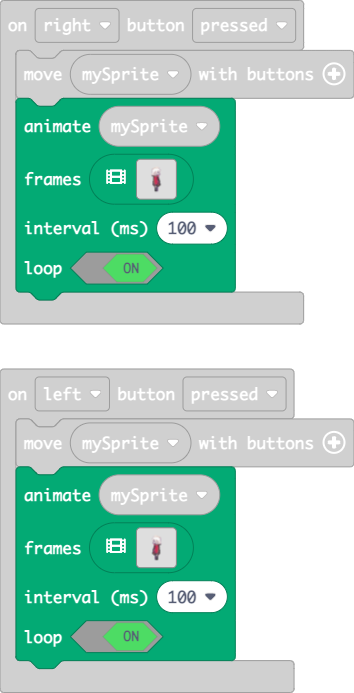 on right button pressed
move mySprite with buttons
animate mySprite
frames
interval (ms) 100
loop ON
on left button pressed
move mySprite with buttons
animate mySprite
frames
interval (ms) 100
loop ON